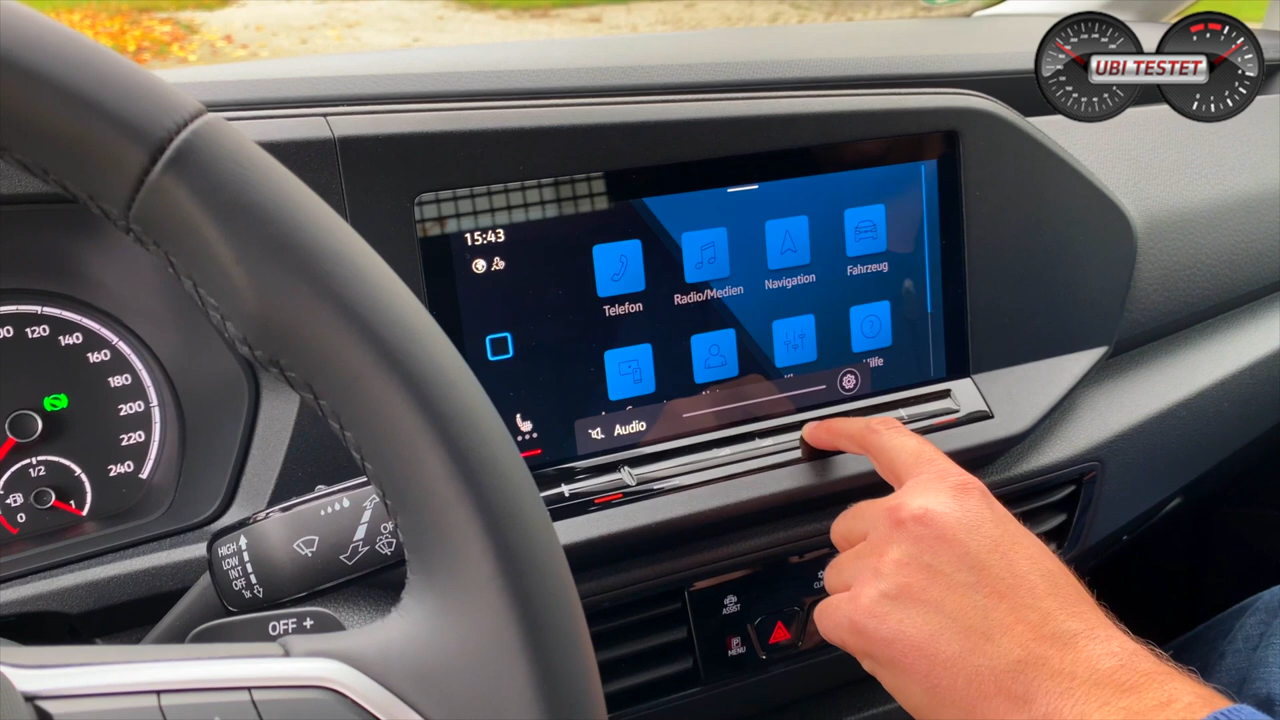 UBI TESTET
15:43
Telefon
Radio/Medien
Navigation
Fahrzeug
Audio
120
140
160
180
200
220
240
1/2
0
1
HIGH
LOW
INT
OFF
1x
OFF +
ASSIST
MENU